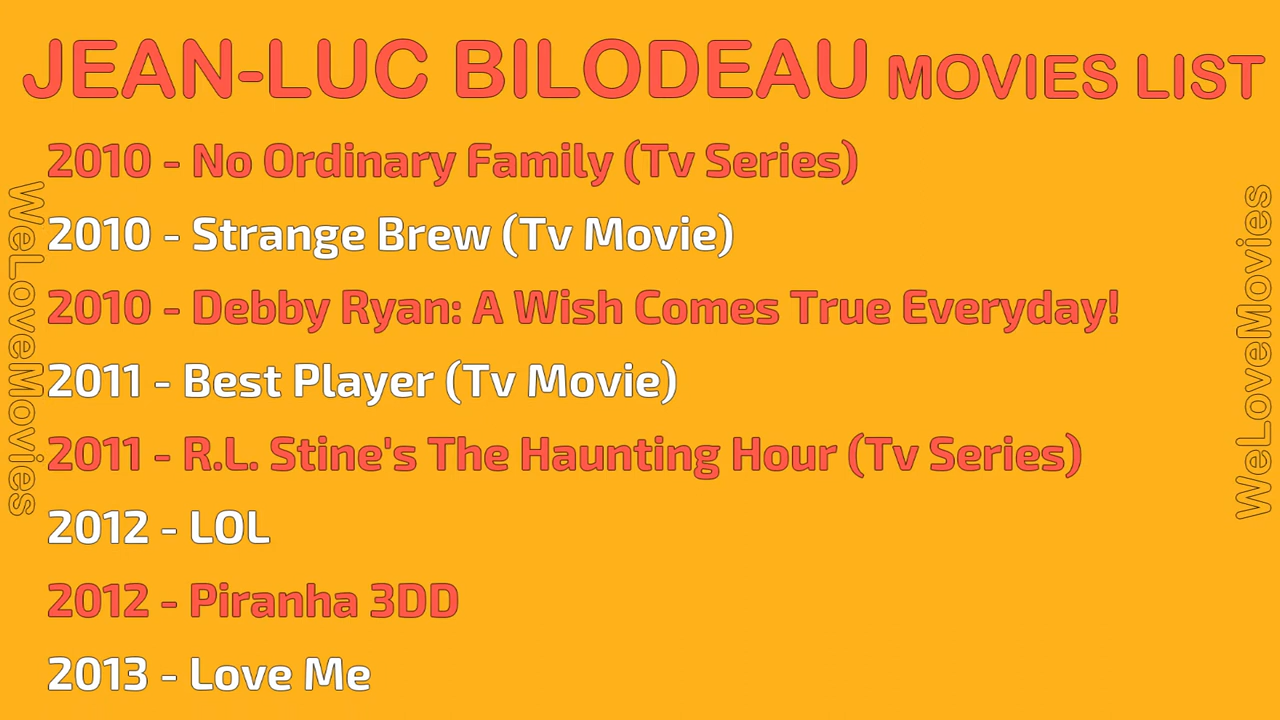 JEAN-LUC BILODEAU MOVIES LIST
2010 - No Ordinary Family (Tv Series)
2010 - Strange Brew (Tv Movie)
2010 - Debby Ryan: A Wish Comes True Everyday!
2011 - Best Player (Tv Movie)
2011 - R.L. Stine's The Haunting Hour (Tv Series)
2012 - LOL
2012 - Piranha 3DD
2013 - Love Me
WeLoveMovies
WeLoveMovies